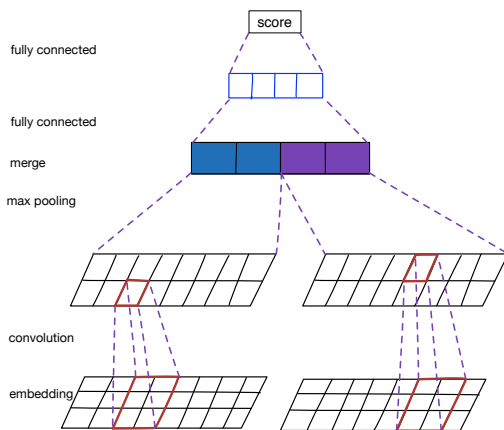 score
fully connected
fully connected
merge
max pooling
convolution
embedding